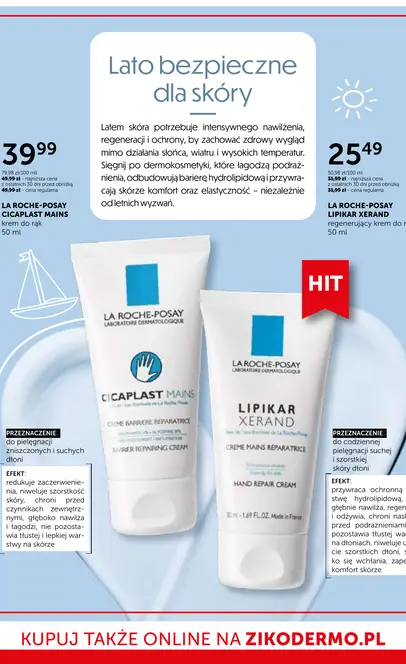 Lato bezpieczne
dla skóry
Latem skóra potrzebuje intensywnego nawilżenia,
regeneracji i ochrony, by zachować zdrowy wygląd
mimo działania słońca, wiatru i wysokich temperatur.
Sięgnij po dermokosmetyki, które łagodzą podraż-
nienia, odbudowują barierę hydrolipidową i przywra-
cają skórze komfort oraz elastyczność – niezależnie
od letnich wyzwań.
39⁹⁹
79,98 zł/100 ml
49,99 zł - najniższa cena
z ostatnich 30 dni przed obniżką
49,99 zł - cena regularna
LA ROCHE-POSAY
CICAPLAST MAINS
krem do rąk
50 ml
25⁴⁹
50,98 zł/100 ml
31,99 zł - najniższa cena
z ostatnich 30 dni przed obniżką
31,99 zł - cena regularna
LA ROCHE-POSAY
LIPIKAR XERAND
regenerujący krem do r
50 ml
HIT
LA ROCHE-POSAY
LABORATOIRE DERMATOLOGIQUE
CICAPLAST MAINS
CRÈME BARRIÈRE RÉPARATRICE
BARRIER REPAIRING CREAM
LA ROCHE-POSAY
LABORATOIRE DERMATOLOGIQUE
LIPIKAR
XERAND
CRÈME MAINS RÉPARATRICE
HAND REPAIR CREAM
50 ml - 1.69 FL.OZ. Made in France
PRZEZNACZENIE
do pielęgnacji
zniszczonych i suchych
dłoni
EFEKT:
redukuje zaczerwienie-
nia, niweluje szorstkość
skóry, chroni przed
czynnikach zewnętrz-
nymi, głęboko nawilża
i łagodzi, nie pozosta-
wia tłustej i lepkiej war-
stwy na skórze
PRZEZNACZENIE
do codziennej
pielęgnacji suchej
i szorstkiej
skóry dłoni
EFEKT:
przywraca ochronną
stwę hydrolipidową,
głębnie nawilża, regen
i odżywia, chroni nask
przed podrażnieniami
pozostawia tłustej wa
na dłoniach, niweluje u
cie szorstkich dłoni, s
ko się wchłania, zape
komfort skórze
KUPUJ TAKŻE ONLINE NA ZIKODERMO.PL